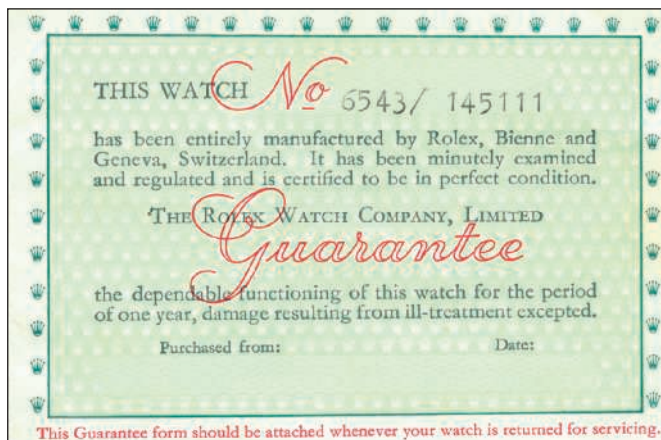 THIS WATCH No 6543/ 145111
has been entirely manufactured by Rolex, Bienne and
Geneva, Switzerland. It has been minutely examined
and regulated and is certified to be in perfect condition.
THE ROLEX WATCH COMPANY, LIMITED
Guarantee
the dependable functioning of this watch for the period
of one year, damage resulting from ill-treatment excepted.
Purchased from: Date:
This Guarantee form should be attached whenever your watch is returned for servicing.